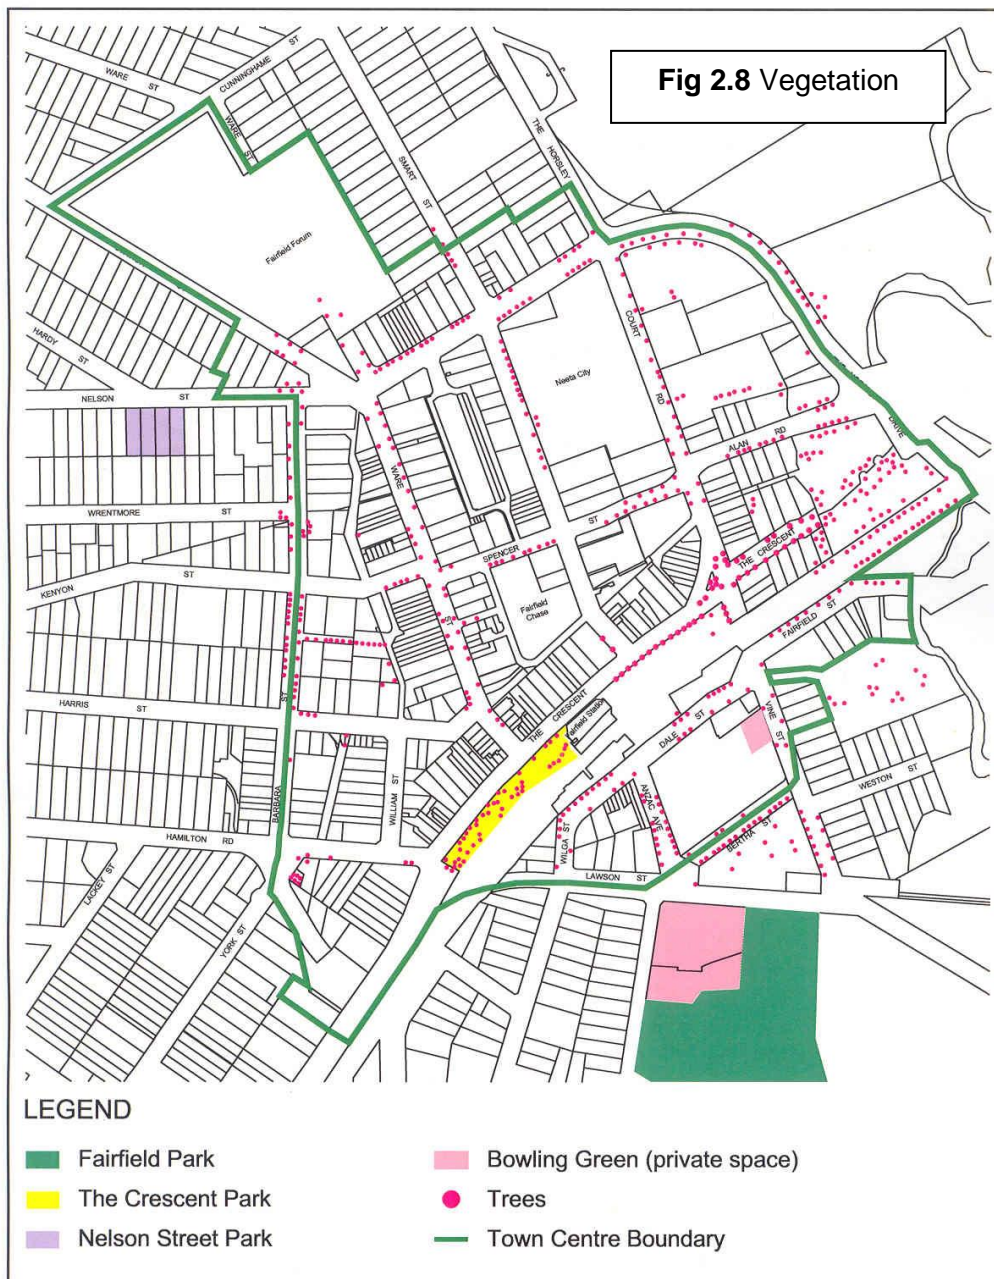 Fig 2.8 Vegetation
WARE ST
CUNNINGHAME ST
WARE ST
SMART ST
THE HORSLEY
DRIVE
Fairfield Forum
HARDY ST
NELSON ST
COURT RD
Neeta City
WARE
ST
ALAN RD
WRENTMORE ST
SPENCER ST
THE CRESCENT
KENYON ST
Fairfield Chase
FAIRFIELD ST
HARRIS ST
THE CRESCENT
Fairfield Station
DALE ST
VINE ST
WESTON ST
BARBARA ST
WILLIAM ST
HAMILTON RD
WILGA ST
ANZAC AVE
BERTHA ST
LACKEY ST
LAWSON ST
YORK ST
LEGEND
Fairfield Park
The Crescent Park
Nelson Street Park
Bowling Green (private space)
Trees
Town Centre Boundary